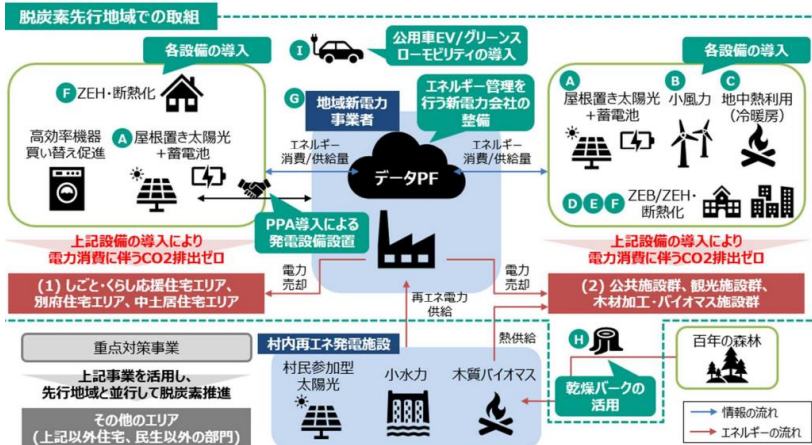 脱炭素先行地域での取組
各設備の導入
F ZEH・断熱化
高効率機器
買い替え促進
A 屋根置き太陽光
+蓄電池
I
公用車EV/グリーンス
ローモビリティの導入
G 地域新電力
事業者
エネルギー管理を
行う新電力会社の
整備
エネルギー
消費/供給量
データPF
エネルギー
消費/供給量
PPA導入による
発電設備設置
各設備の導入
A
屋根置き太陽光
+蓄電池
B
小風力
C
地中熱利用
(冷暖房)
D E F ZEB/ZEH・
断熱化
上記設備の導入により
電力消費に伴うCO2排出ゼロ
(1) しごと・くらし応援住宅エリア、
別府住宅エリア、中土居住宅エリア
電力
売却
電力
売却
上記設備の導入により
電力消費に伴うCO2排出ゼロ
(2) 公共施設群、観光施設群、
木材加工・バイオマス施設群
再エネ電力
供給
熱供給
重点対策事業
上記事業を活用し、
先行地域と並行して脱炭素推進
その他のエリア
(上記以外住宅、民生以外の部門)
村内再エネ発電施設
村民参加型
太陽光
小水力
木質バイオマス
H
乾燥バークの
活用
百年の森林
情報の流れ
エネルギーの流れ